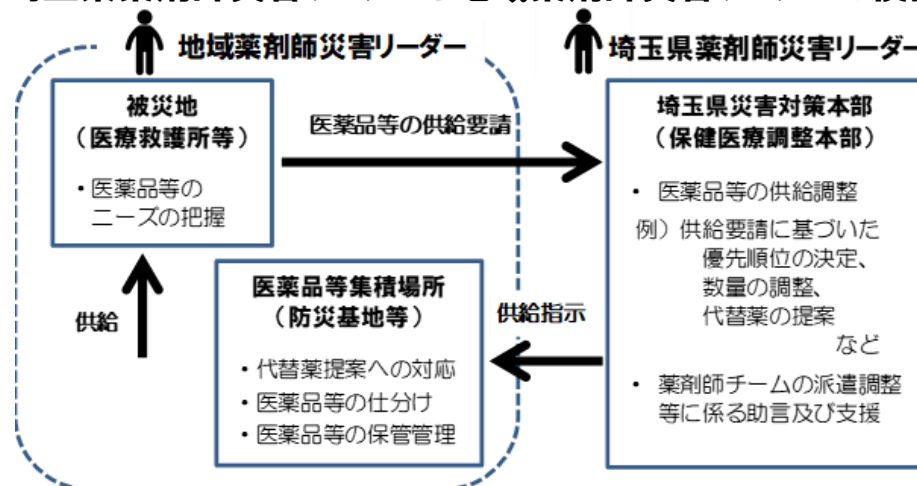 地域薬剤師災害リーダー
埼玉県薬剤師災害リーダー
被災地
（医療救護所等）
・医薬品等の
ニーズの把握
医薬品等の供給要請
埼玉県災害対策本部
（保健医療調整本部）
・ 医薬品等の供給調整
例）供給要請に基づいた
優先順位の決定、
数量の調整、
代替薬の提案
など
・ 薬剤師チームの派遣調整
等に係る助言及び支援
供給
医薬品等集積場所
（防災基地等）
・代替薬提案への対応
・医薬品等の仕分け
・医薬品等の保管管理
供給指示